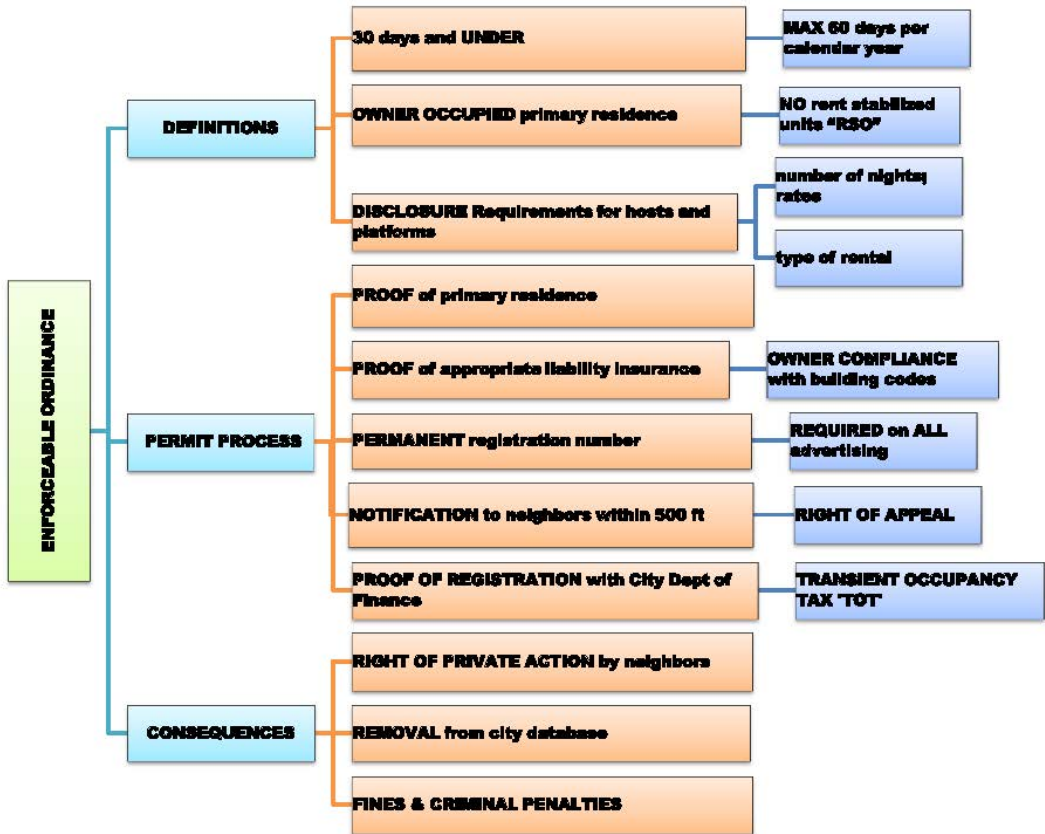 ENFORCEABLE ORDINANCE
DEFINITIONS
30 days and UNDER
MAX 60 days per
calendar year
OWNER OCCUPIED primary residence
NO rent stabilized
units “RSO”
DISCLOSURE Requirements for hosts and
platforms
number of nights;
rates
type of rental
PERMIT PROCESS
PROOF of primary residence
PROOF of appropriate liability insurance
OWNER COMPLIANCE
with building codes
PERMANENT registration number
REQUIRED on ALL
advertising
NOTIFICATION to neighbors within 500 ft
RIGHT OF APPEAL
PROOF OF REGISTRATION with City Dept of
Finance
TRANSIENT OCCUPANCY
TAX 'TOT'
CONSEQUENCES
RIGHT OF PRIVATE ACTION by neighbors
REMOVAL from city database
FINES & CRIMINAL PENALTIES